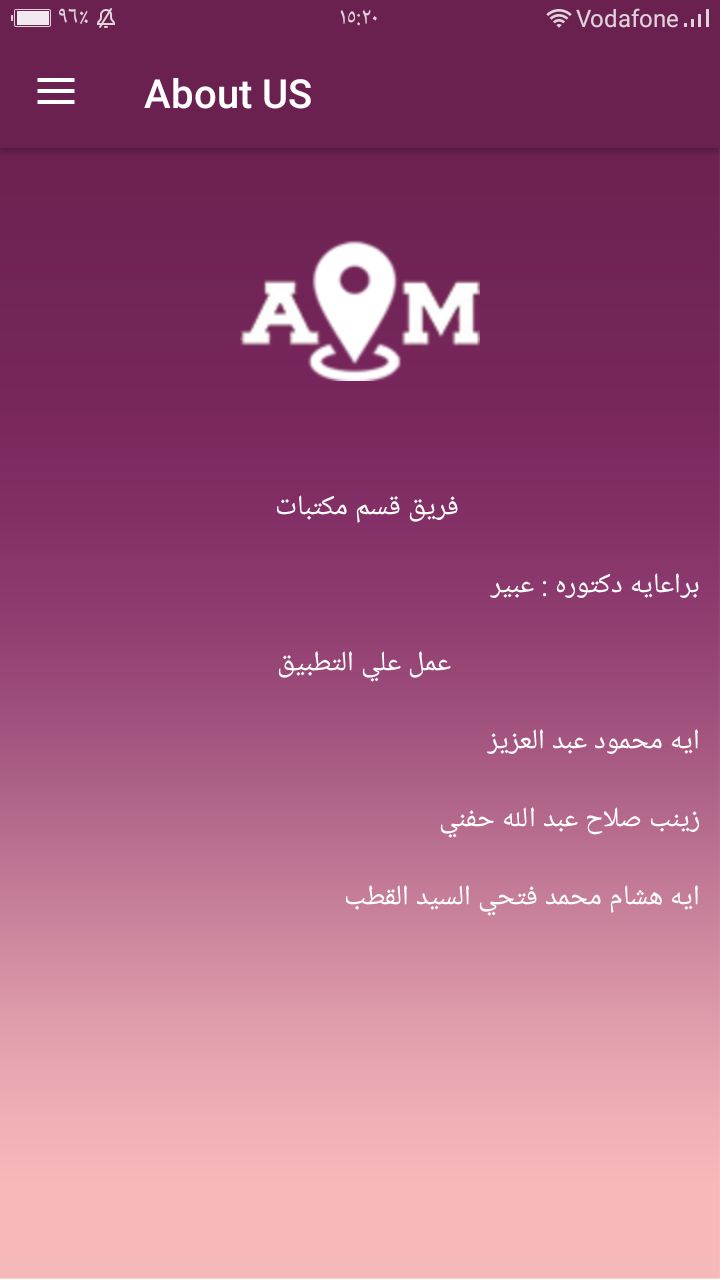 ٩٦٪ ١٥:٢٠ Vodafone
About US
A M
فريق قسم مكتبات
براعايه دكتوره : عبير
عمل علي التطبيق
ايه محمود عبد العزيز
زينب صلاح عبد الله حفني
ايه هشام محمد فتحي السيد القطب